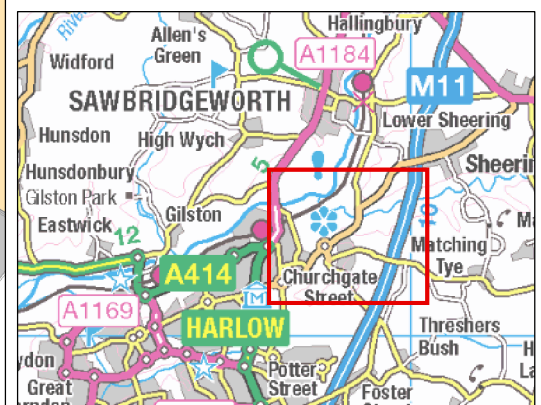 Hallingbury
Allen's
Green
A1184
Widford
M11
SAWBRIDGEWORTH
Lower Sheering
Hunsdon
High Wych
5
Hunsdonbury
Gilston Park
Gilston
Eastwick
12
10
Matching
Tye
A414
Churchgate
Street
A1169
HARLOW
Threshers
Bush
Potter
Street
Great
Foster